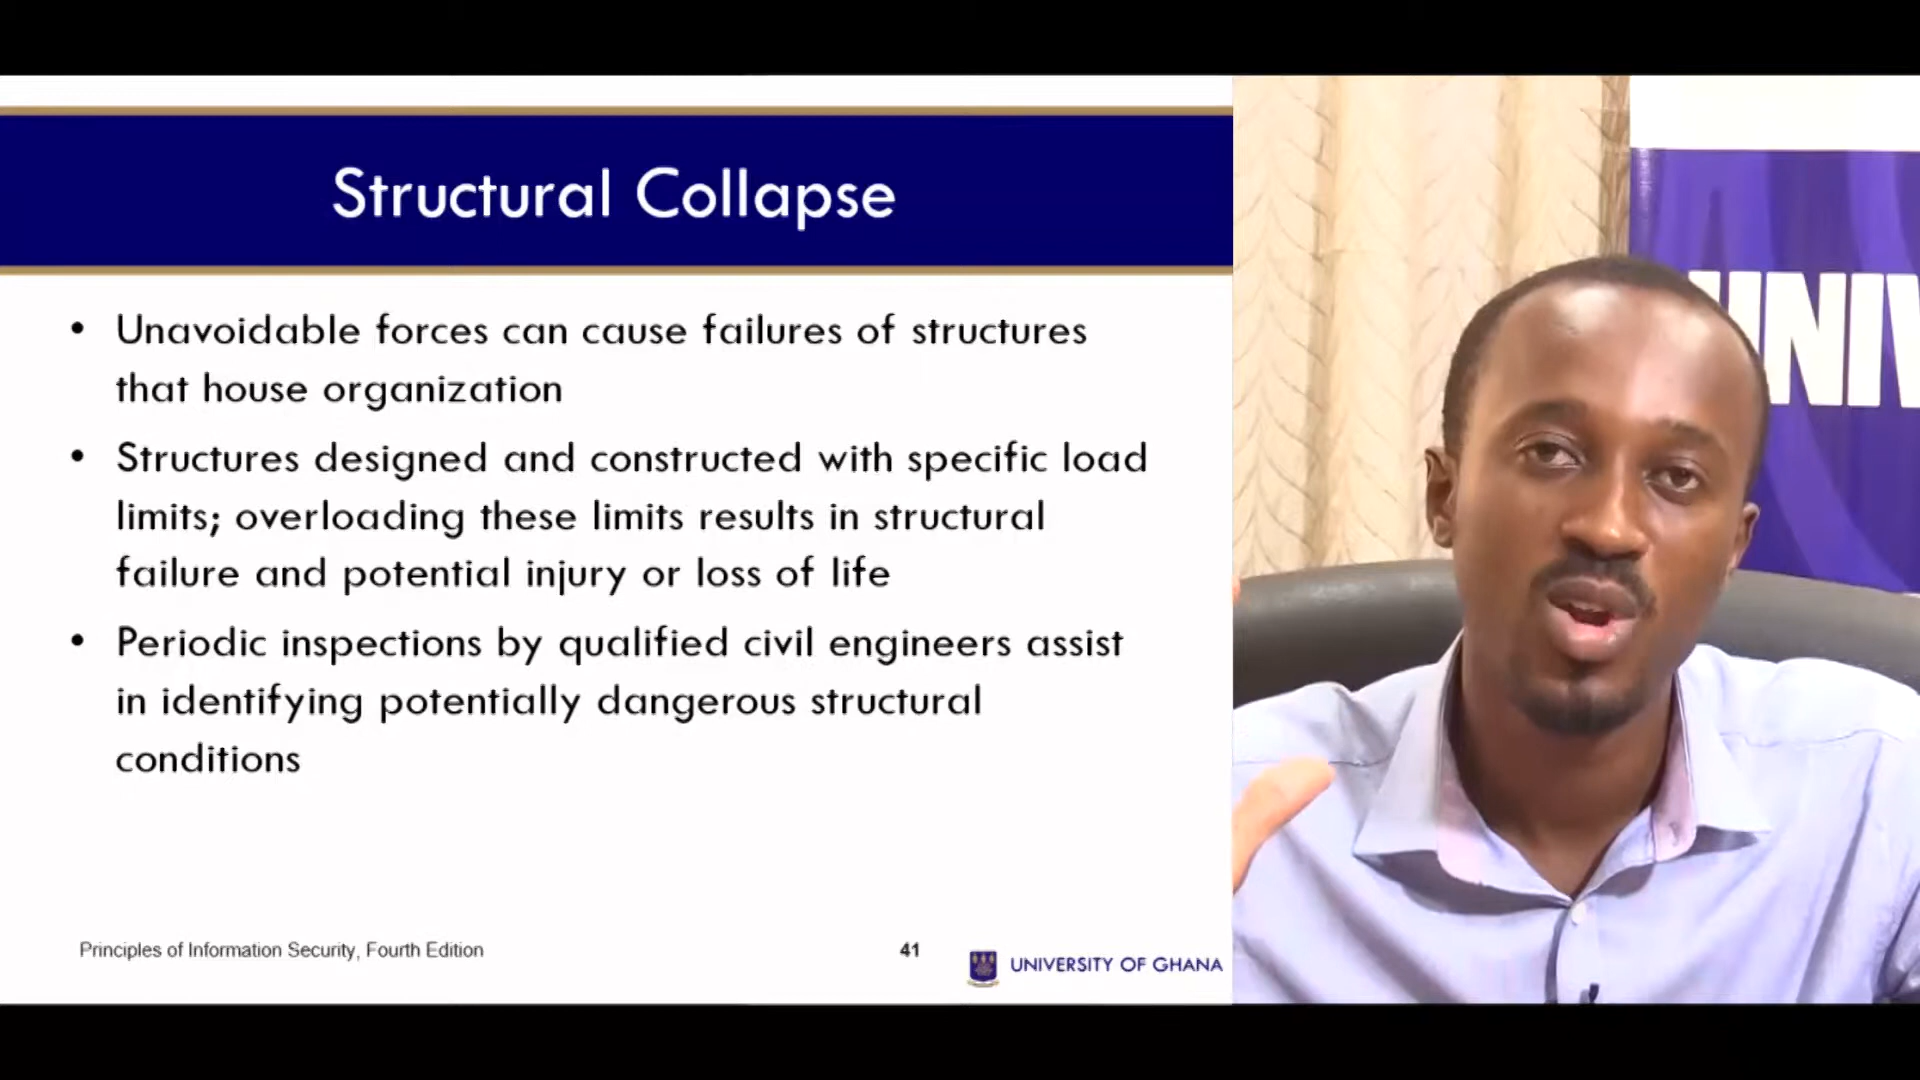 Structural Collapse
• Unavoidable forces can cause failures of structures
that house organization
• Structures designed and constructed with specific load
limits; overloading these limits results in structural
failure and potential injury or loss of life
• Periodic inspections by qualified civil engineers assist
in identifying potentially dangerous structural
conditions
Principles of Information Security, Fourth Edition
41
UNIVERSITY OF GHANA
UNIV